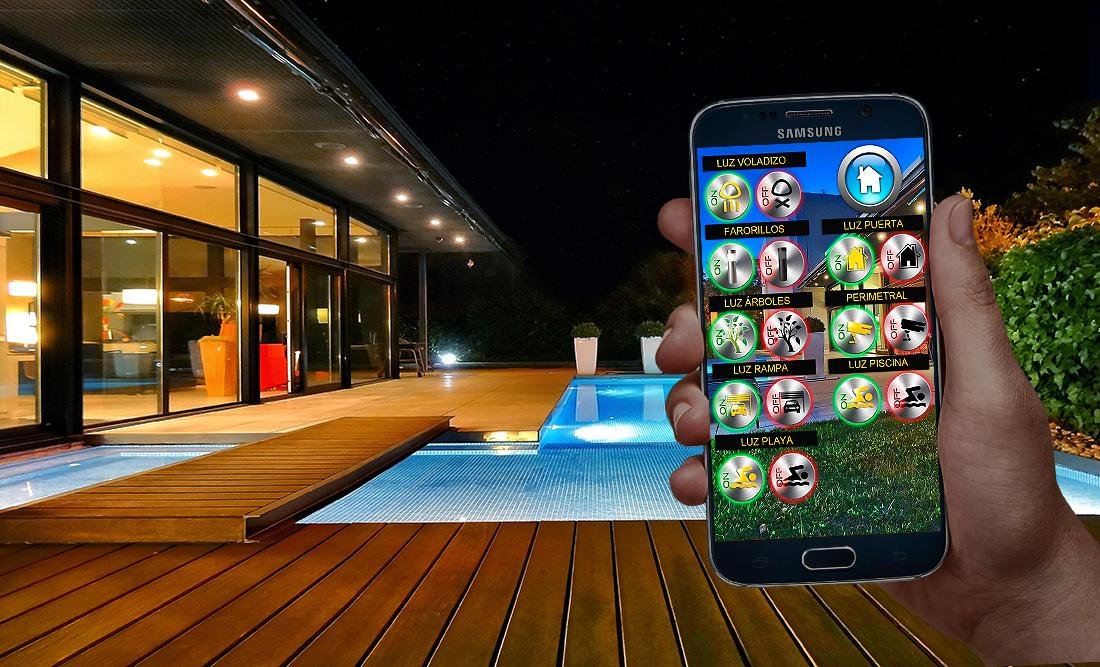 SAMSUNG
LUZ VOLADIZO
ON OFF
FARORILLOS
ON OFF
LUZ PUERTA
ON OFF
LUZ ÁRBOLES
ON OFF
PERIMETRAL
ON OFF
LUZ RAMPA
ON OFF
LUZ PISCINA
ON OFF
LUZ PLAYA
ON OFF